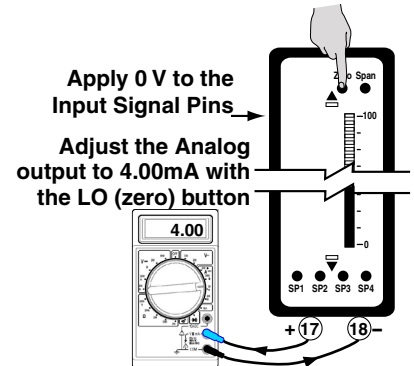 Zero Span
Apply 0 V to the
Input Signal Pins
100
Adjust the Analog
output to 4.00mA with
the LO (zero) button
4.00
0
SP1 SP2 SP3 SP4
+ 17 18 –